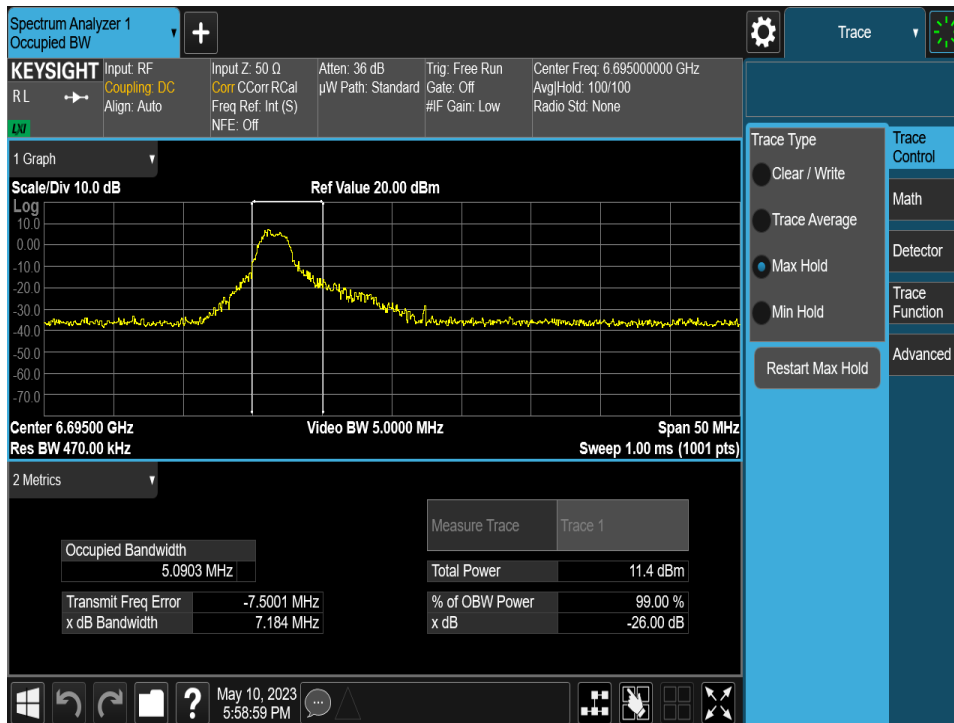 Spectrum Analyzer 1
Occupied BW
+
Trace
KEYSIGHT
RL
LXI
Input: RF
Coupling: DC
Align: Auto
Input Z: 50 Ω
Corr CCorr RCal
Freq Ref: Int (S)
NFE: Off
Atten: 36 dB
µW Path: Standard
Trig: Free Run
Gate: Off
#IF Gain: Low
Center Freq: 6.695000000 GHz
Avg|Hold: 100/100
Radio Std: None
1 Graph
Scale/Div 10.0 dB
Ref Value 20.00 dBm
Log
10.0
0.00
-10.0
-20.0
-30.0
-40.0
-50.0
-60.0
-70.0
Center 6.69500 GHz
Video BW 5.0000 MHz
Span 50 MHz
Res BW 470.00 kHz
Sweep 1.00 ms (1001 pts)
2 Metrics
Measure Trace
Trace 1
Occupied Bandwidth
5.0903 MHz
Total Power
11.4 dBm
Transmit Freq Error
-7.5001 MHz
% of OBW Power
99.00 %
x dB Bandwidth
7.184 MHz
x dB
-26.00 dB
Trace Type
Clear / Write
Trace Average
Max Hold
Min Hold
Restart Max Hold
Trace
Control
Math
Detector
Trace
Function
Advanced
?
May 10, 2023
5:58:59 PM